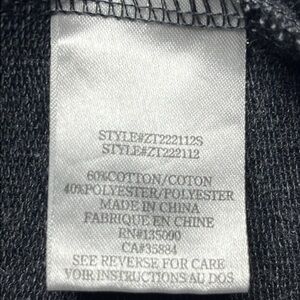 STYLE#ZT222112S
STYLE#ZT222112
60%COTTON/COTON
40%POLYESTER/POLYESTER
MADE IN CHINA
FABRIQUE EN CHINE
RN#135090
CA#35884
SEE REVERSE FOR CARE
VOIR INSTRUCTIONS AU DOS